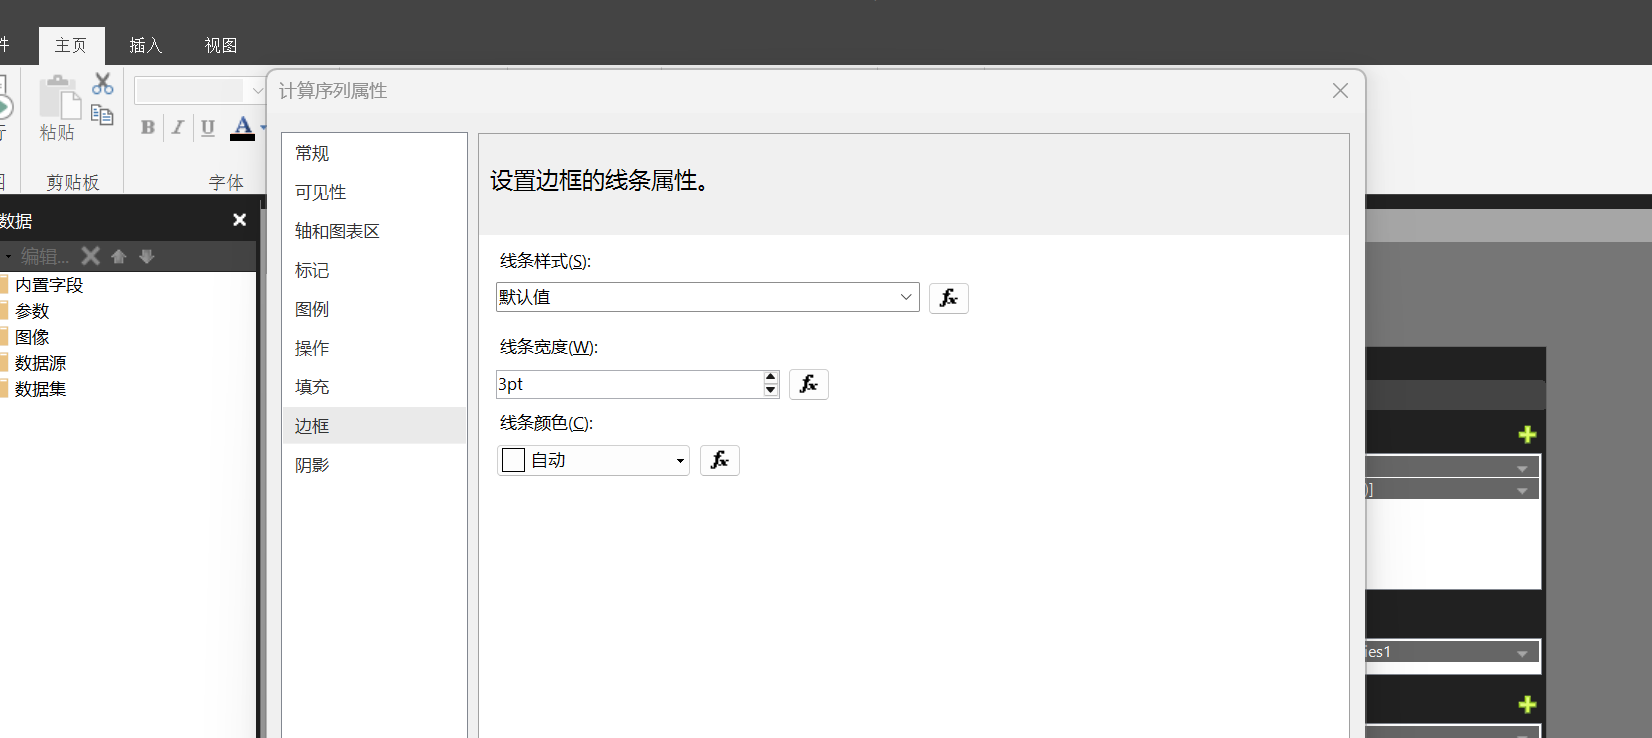 件
主页
插入
视图
粘贴
剪贴板
B
I
U
A
字体
计算序列属性
数据
编辑...
内置字段
参数
图像
数据源
数据集
常规
可见性
轴和图表区
标记
图例
操作
填充
边框
阴影
设置边框的线条属性。
线条样式(S):
默认值
fx
线条宽度(W):
3pt
fx
线条颜色(C):
自动
fx
)]
ies1